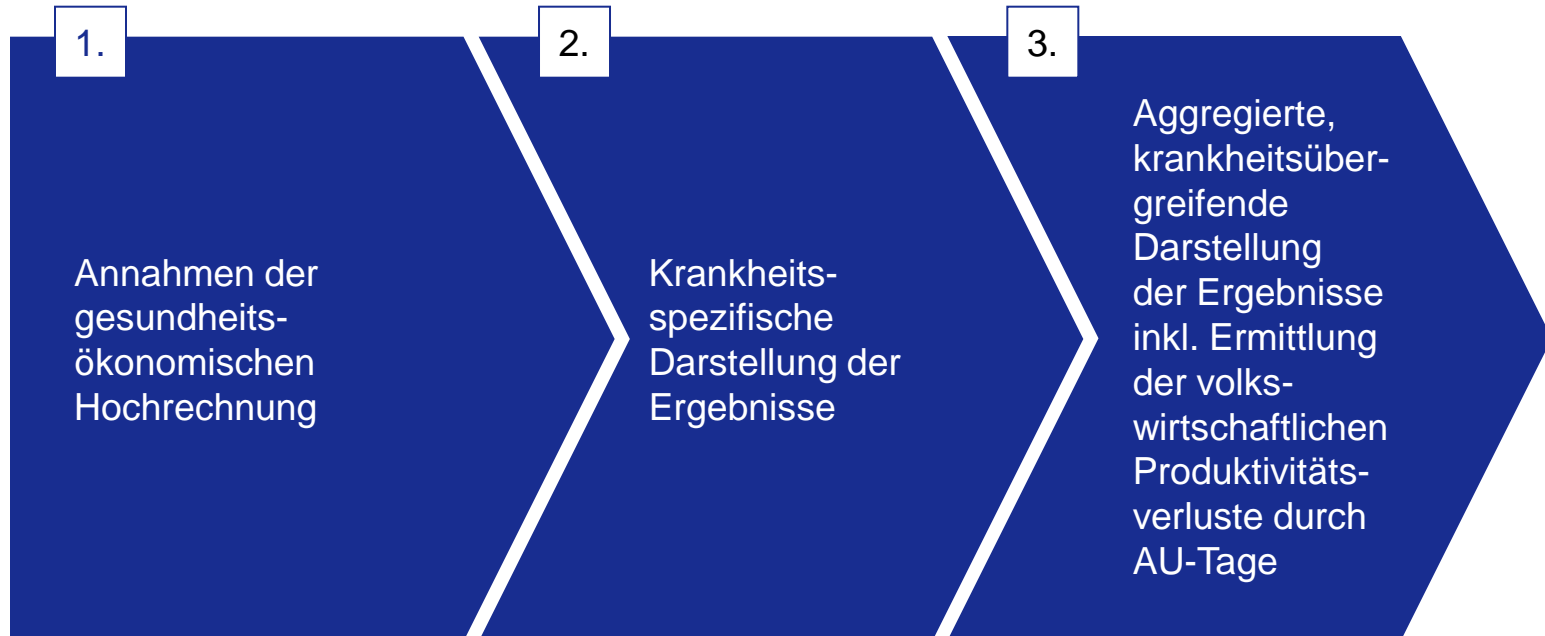 1.
Annahmen der
gesundheits-
ökonomischen
Hochrechnung
2.
Krankheits-
spezifische
Darstellung der
Ergebnisse
3.
Aggregierte,
krankheitsüber-
greifende
Darstellung
der Ergebnisse
inkl. Ermittlung
der volks-
wirtschaftlichen
Produktivitäts-
verluste durch
AU-Tage